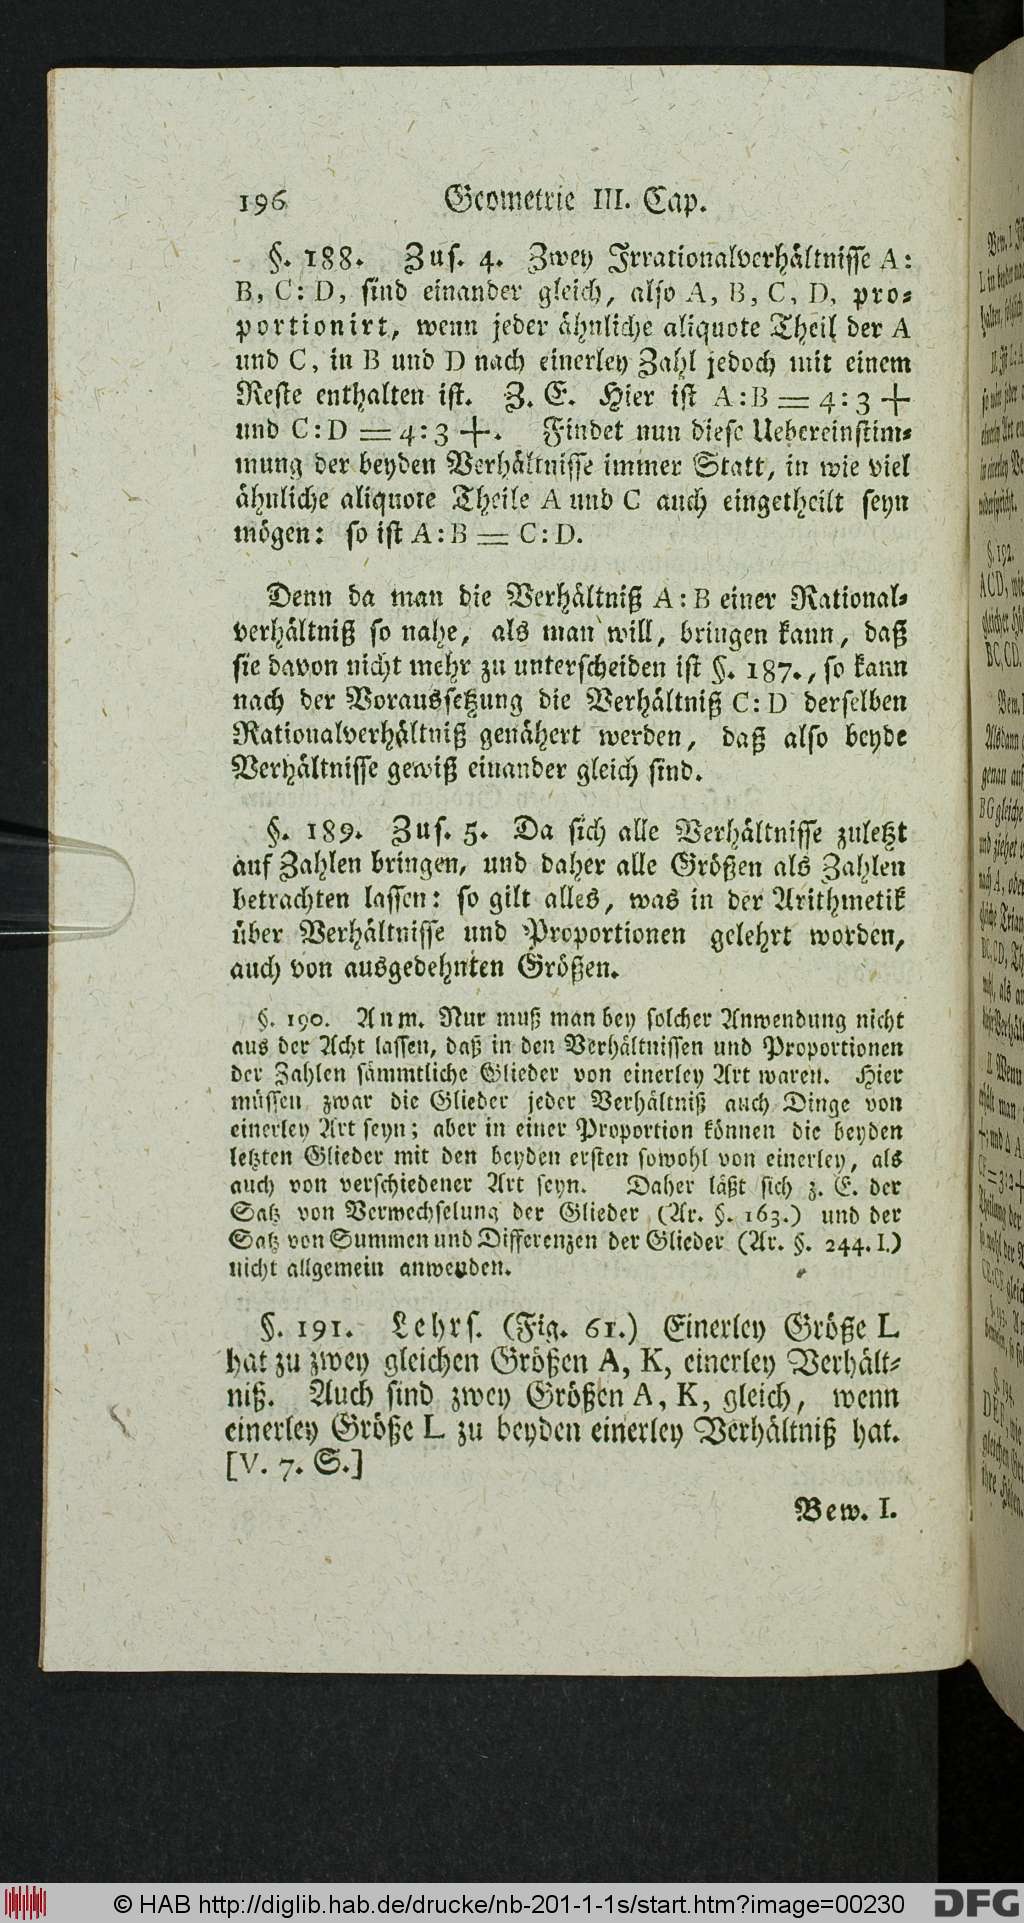 196 Geometrie III. Cap.
§. 188. Zus. 4. Zwey Irrationalverhältnisse A:
B, C: D, sind einander gleich, also A, B, C, D, pro-
portionirt, wenn jeder ähnliche aliquote Theil der A
und C, in B und D nach einerley Zahl jedoch mit einem
Reste enthalten ist. Z. E. Hier ist A:B = 4:3 +
und C:D = 4:3 +. Findet nun diese Uebereinstim-
mung der beyden Verhältnisse immer Statt, in wie viel
ähnliche aliquote Theile A und C auch eingetheilt seyn
mögen: so ist A:B = C:D.
Denn da man die Verhältniß A:B einer Rational-
verhältniß so nahe, als man will, bringen kann, daß
sie davon nicht mehr zu unterscheiden ist §. 187., so kann
nach der Voraussetzung die Verhältniß C:D derselben
Rationalverhältniß genähert werden, daß also beyde
Verhältnisse gewiß einander gleich sind.
§. 189. Zus. 5. Da sich alle Verhältnisse zuletzt
auf Zahlen bringen, und daher alle Größen als Zahlen
betrachten lassen: so gilt alles, was in der Arithmetik
über Verhältnisse und Proportionen gelehrt worden,
auch von ausgedehnten Größen.
§. 190. Anm. Nur muß man bey solcher Anwendung nicht
aus der Acht lassen, daß in den Verhältnissen und Proportionen
der Zahlen sämmtliche Glieder von einerley Art waren. Hier
müssen zwar die Glieder jeder Verhältniß auch Dinge von
einerley Art seyn; aber in einer Proportion können die beyden
letzten Glieder mit den beyden ersten sowohl von einerley, als
auch von verschiedener Art seyn. Daher läßt sich z. E. der
Satz von Verwechselung der Glieder (Ar. §. 163.) und der
Satz von Summen und Differenzen der Glieder (Ar. §. 244. I.)
nicht allgemein anwenden.
§. 191. Lehrs. (Fig. 61.) Einerley Größe L
hat zu zwey gleichen Größen A, K, einerley Verhält-
niß. Auch sind zwey Größen A, K, gleich, wenn
einerley Größe L zu beyden einerley Verhältniß hat.
[V. 7. S.]
Bew. I.
© HAB http://diglib.hab.de/drucke/nb-201-1-1s/start.htm?image=00230
DFG